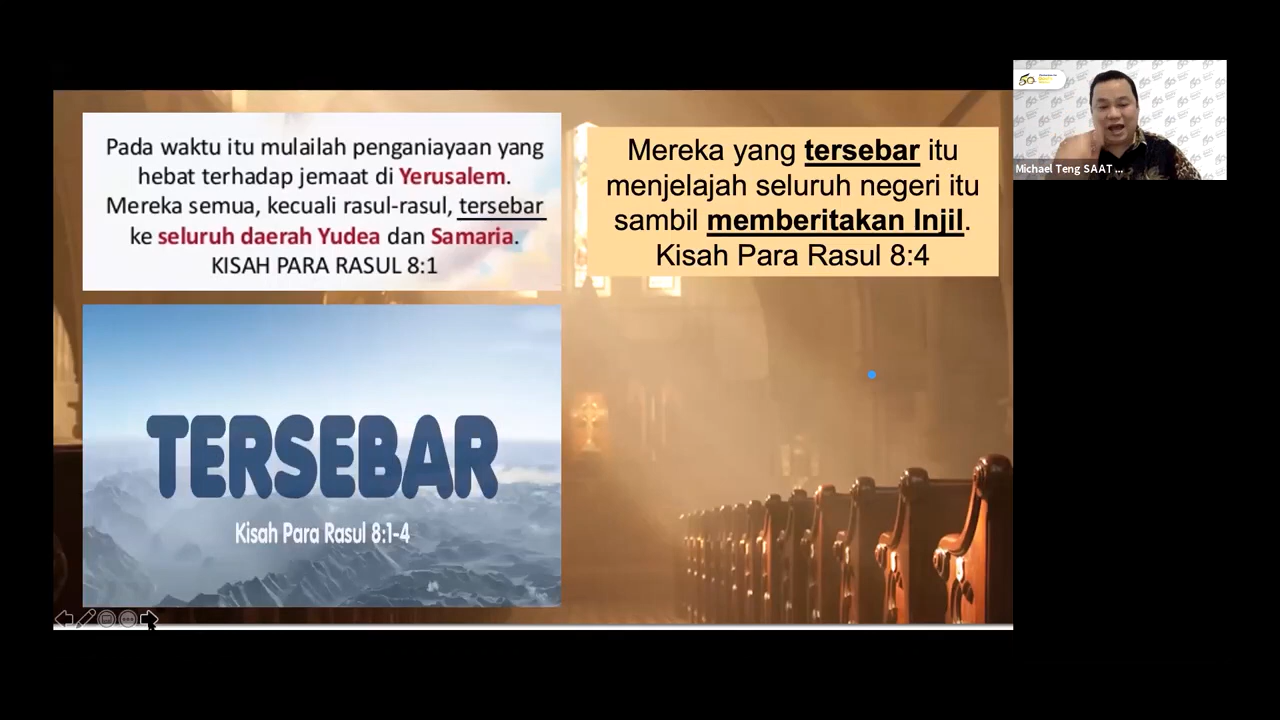 Pada waktu itu mulailah penganiayaan yang
hebat terhadap jemaat di Yerusalem.
Mereka semua, kecuali rasul-rasul, tersebar
ke seluruh daerah Yudea dan Samaria.
KISAH PARA RASUL 8:1
Mereka yang tersebar itu
menjelajah seluruh negeri itu
sambil memberitakan Injil.
Kisah Para Rasul 8:4
TERSEBAR
Kisah Para Rasul 8:1-4
50
Michael Teng SAAT ...